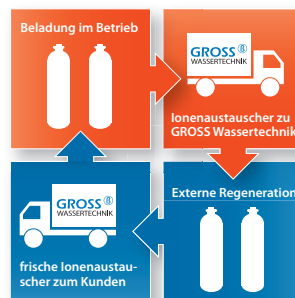 Beladung im Betrieb
GROSS
WASSERTECHNIK
Ionenaustauscher zu
GROSS Wassertechnik
Externe Regeneration
GROSS
WASSERTECHNIK
frische Ionenaustau-
scher zum Kunden